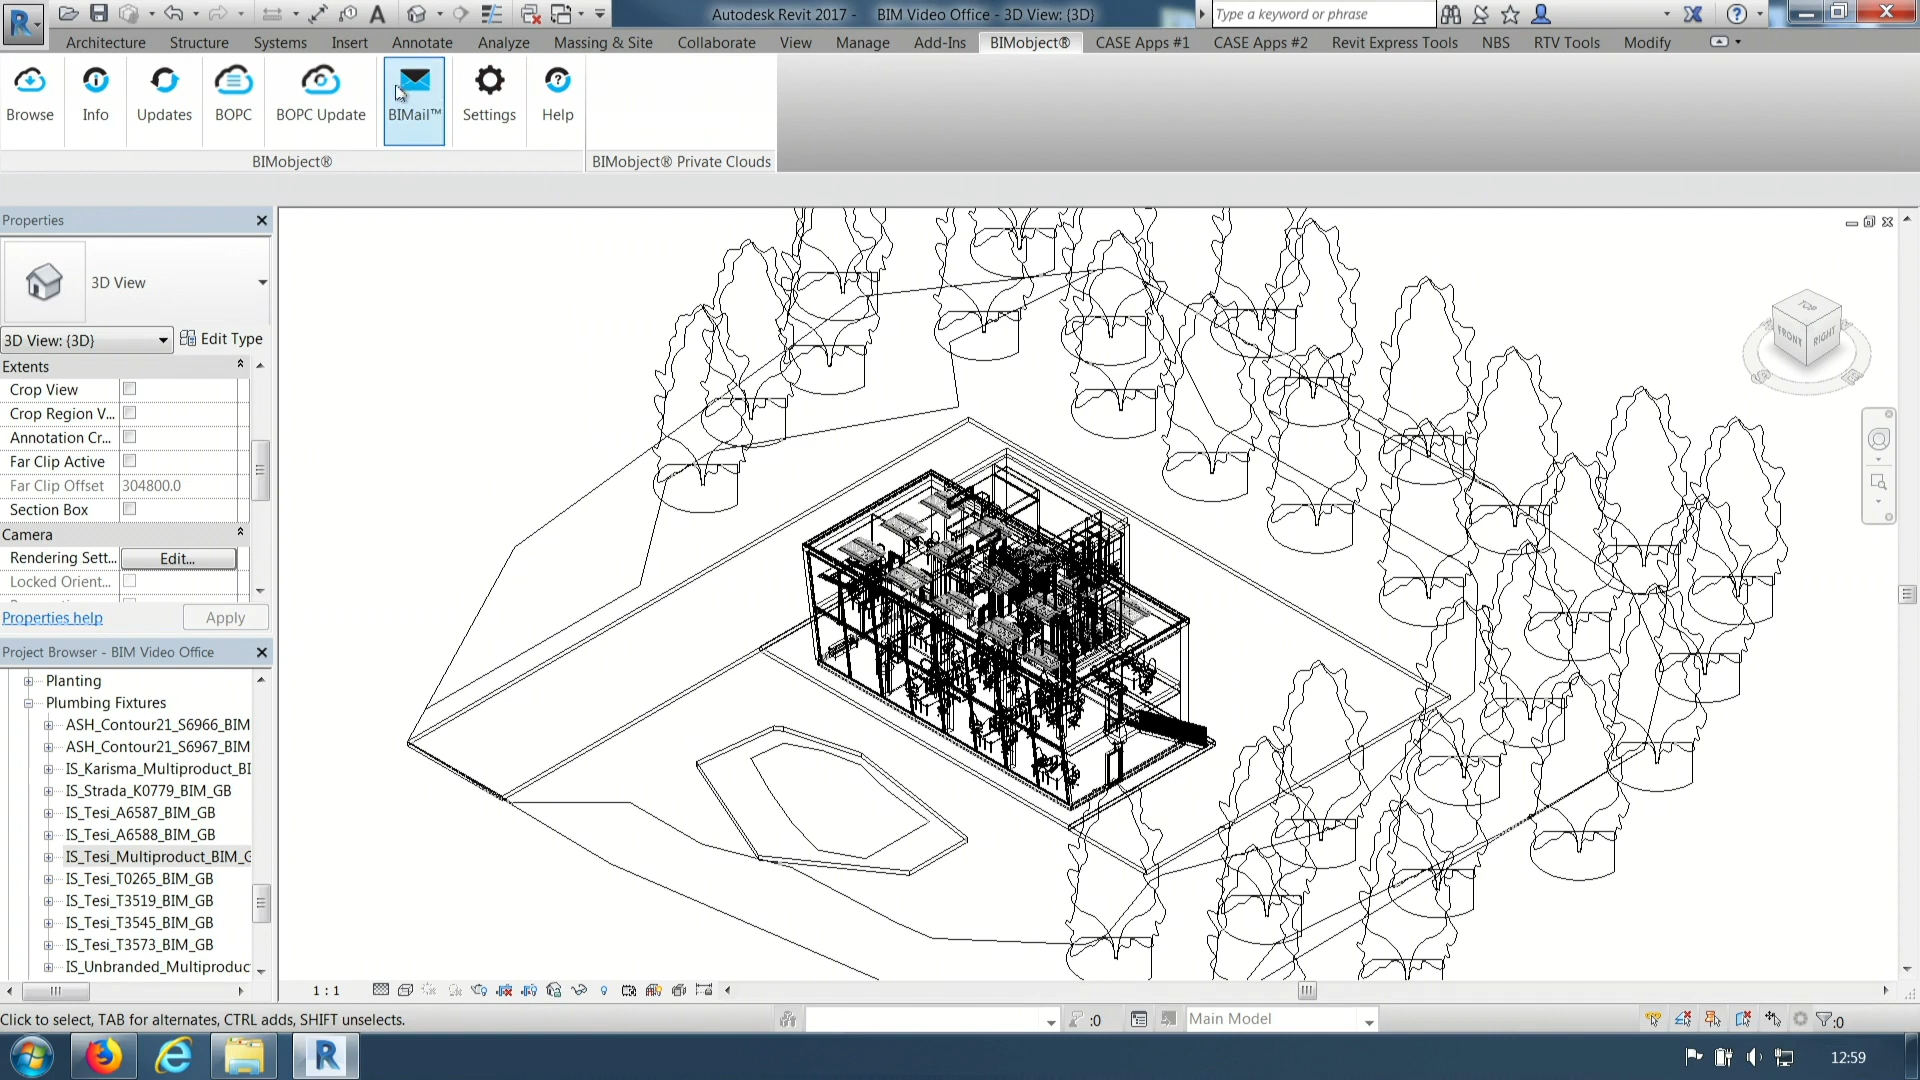 Autodesk Revit 2017 - BIM Video Office - 3D View: {3D}
Type a keyword or phrase
Architecture Structure Systems Insert Annotate Analyze Massing & Site Collaborate View Manage Add-Ins BIMobject® CASE Apps #1 CASE Apps #2 Revit Express Tools NBS RTV Tools Modify
Browse Info Updates BOPC BOPC Update BIMail™ Settings Help
BIMobject® BIMobject® Private Clouds
Properties
3D View
3D View: {3D} Edit Type
Extents
Crop View
Crop Region V...
Annotation Cr...
Far Clip Active
Far Clip Offset 304800.0
Section Box
Camera
Rendering Sett... Edit...
Locked Orient...
Properties help Apply
Project Browser - BIM Video Office
Planting
Plumbing Fixtures
ASH_Contour21_S6966_BIM
ASH_Contour21_S6967_BIM
IS_Karisma_Multiproduct_BI
IS_Strada_K0779_BIM_GB
IS_Tesi_A6587_BIM_GB
IS_Tesi_A6588_BIM_GB
IS_Tesi_Multiproduct_BIM_G
IS_Tesi_T0265_BIM_GB
IS_Tesi_T3519_BIM_GB
IS_Tesi_T3545_BIM_GB
IS_Tesi_T3573_BIM_GB
IS_Unbranded_Multiproduc
TOP
FRONT RIGHT
1 : 1
Click to select, TAB for alternates, CTRL adds, SHIFT unselects.
:0
Main Model
:0
12:59